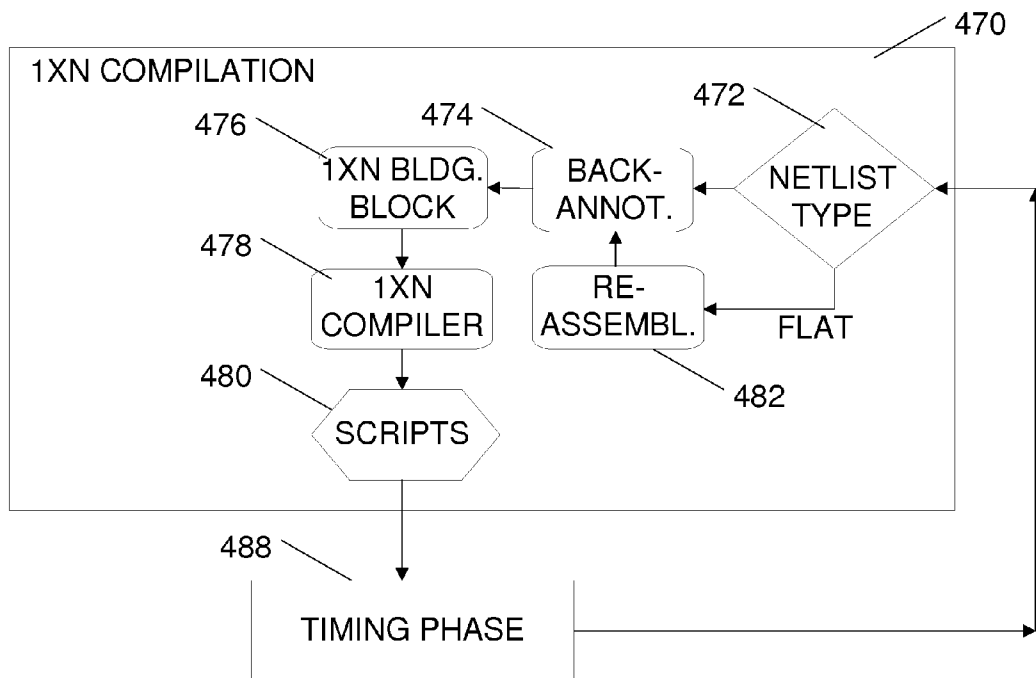 470
1XN COMPILATION
472
474
476
1XN BLDG.
BLOCK
BACK-
ANNOT.
NETLIST
TYPE
478
1XN
COMPILER
RE-
ASSEMBL.
FLAT
480
482
SCRIPTS
488
TIMING PHASE